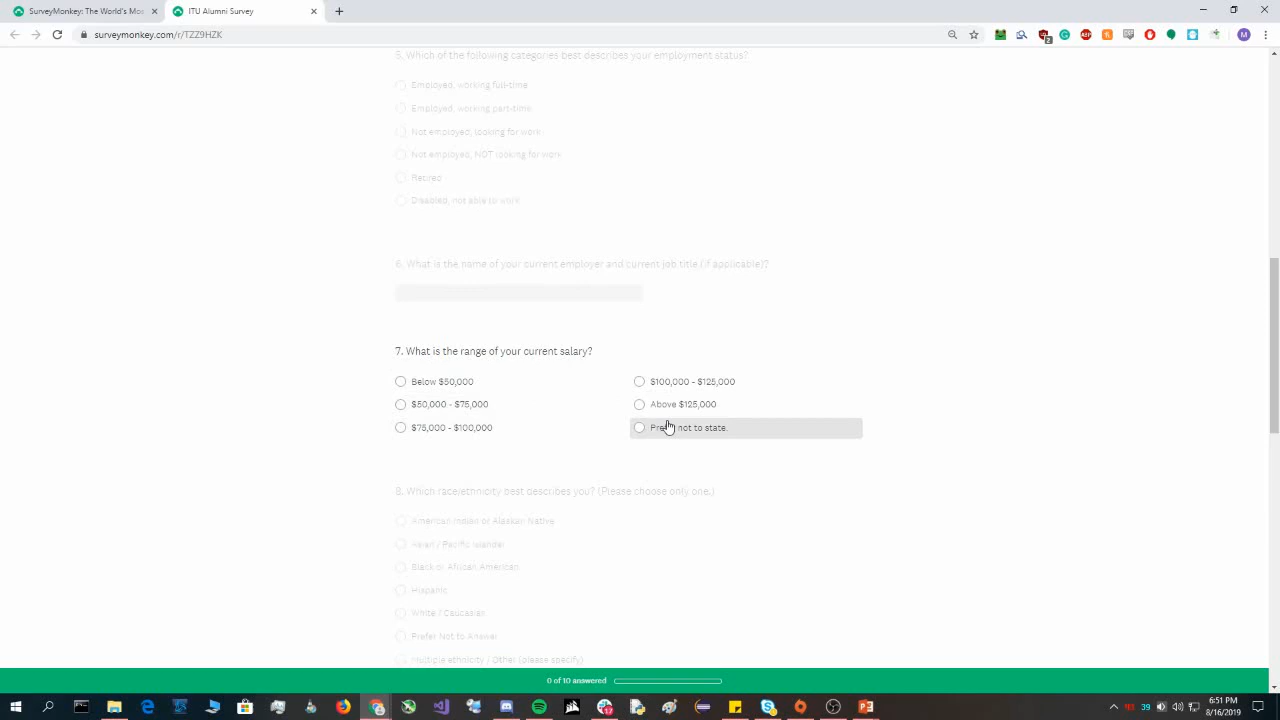 SurveyMonkey: The World's Mos
ITU Alumni Survey
surveymonkey.com/r/TZZ9HZK
5. Which of the following categories best describes your employment status?
Employed, working full-time
Employed, working part-time
Not employed, looking for work
Not employed, NOT looking for work
Retired
Disabled, not able to work
6. What is the name of your current employer and current job title (if applicable)?
7. What is the range of your current salary?
Below $50,000
$50,000 - $75,000
$75,000 - $100,000
$100,000 - $125,000
Above $125,000
not to state.
8. Which race/ethnicity best describes you? (Please choose only one.)
American Indian or Alaskan Native
Asian / Pacific Islander
Black or African American
Hispanic
White / Caucasian
Prefer Not to Answer
Multiple ethnicity / Other (please specify)
0 of 10 answered
6:51 PM
8/16/2019